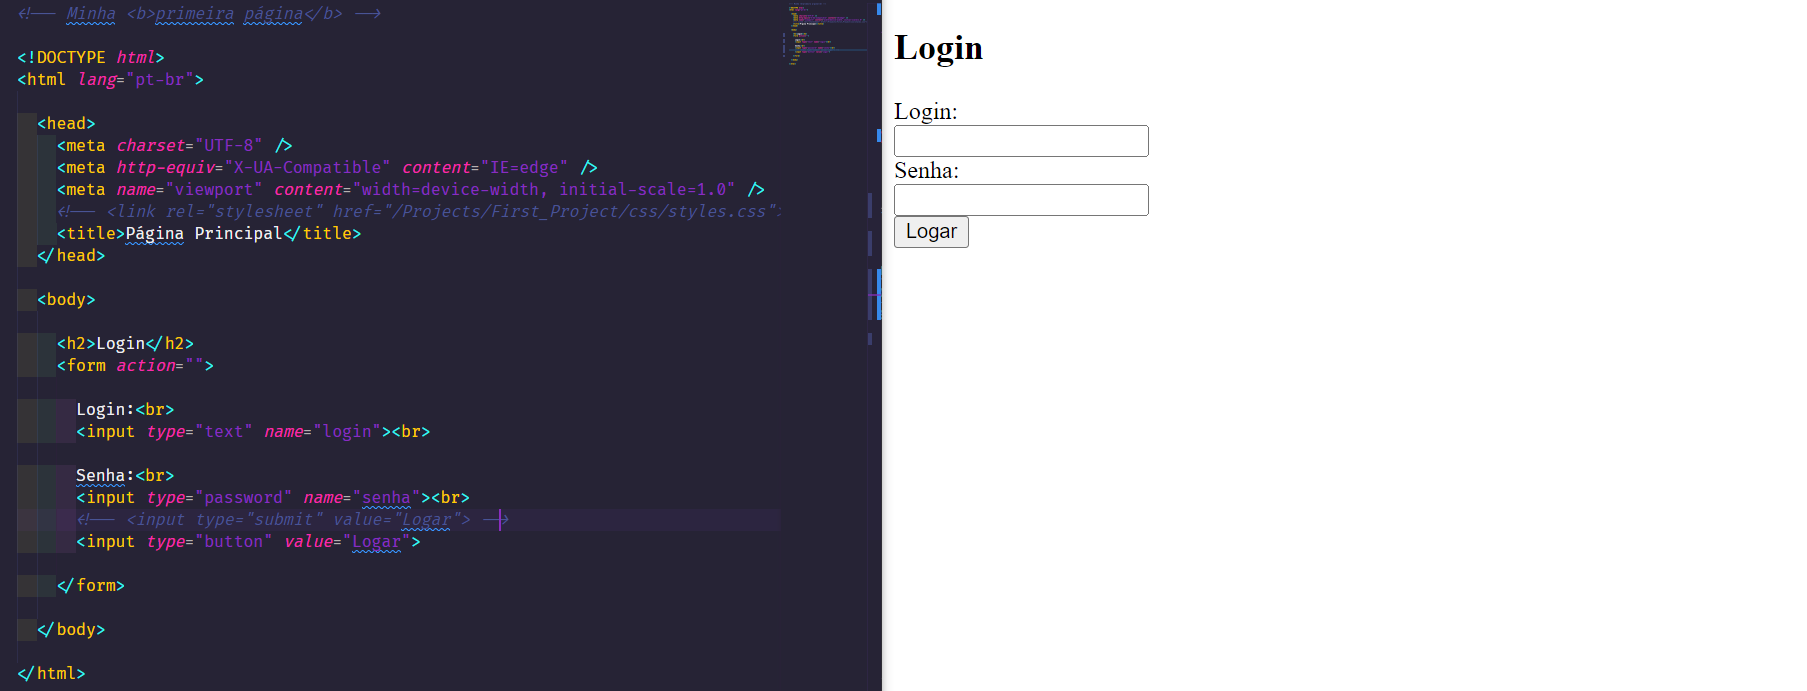 <!-- Minha <b>primeira página</b> -->
<!DOCTYPE html>
<html lang="pt-br">
<head>
<meta charset="UTF-8" />
<meta http-equiv="X-UA-Compatible" content="IE=edge" />
<meta name="viewport" content="width=device-width, initial-scale=1.0" />
<!-- <link rel="stylesheet" href="/Projects/First_Project/css/styles.css">
<title>Página Principal</title>
</head>
<body>
<h2>Login</h2>
<form action="">
Login:<br>
<input type="text" name="login"><br>
Senha:<br>
<input type="password" name="senha"><br>
<!-- <input type="submit" value="Logar"> -->
<input type="button" value="Logar">
</form>
</body>
</html>
Login
Login:
Senha:
Logar